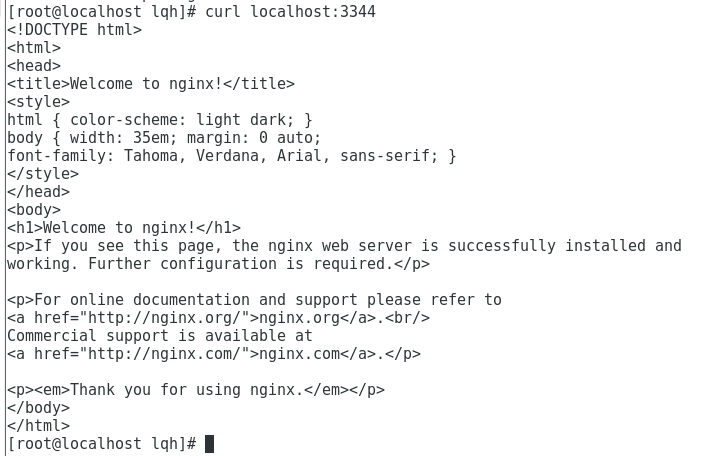 [root@localhost lqh]# curl localhost:3344
<!DOCTYPE html>
<html>
<head>
<title>Welcome to nginx!</title>
<style>
html { color-scheme: light dark; }
body { width: 35em; margin: 0 auto;
font-family: Tahoma, Verdana, Arial, sans-serif; }
</style>
</head>
<body>
<h1>Welcome to nginx!</h1>
<p>If you see this page, the nginx web server is successfully installed and
working. Further configuration is required.</p>

<p>For online documentation and support please refer to
<a href="http://nginx.org/">nginx.org</a>.<br/>
Commercial support is available at
<a href="http://nginx.com/">nginx.com</a>.</p>

<p><em>Thank you for using nginx.</em></p>
</body>
</html>
[root@localhost lqh]#